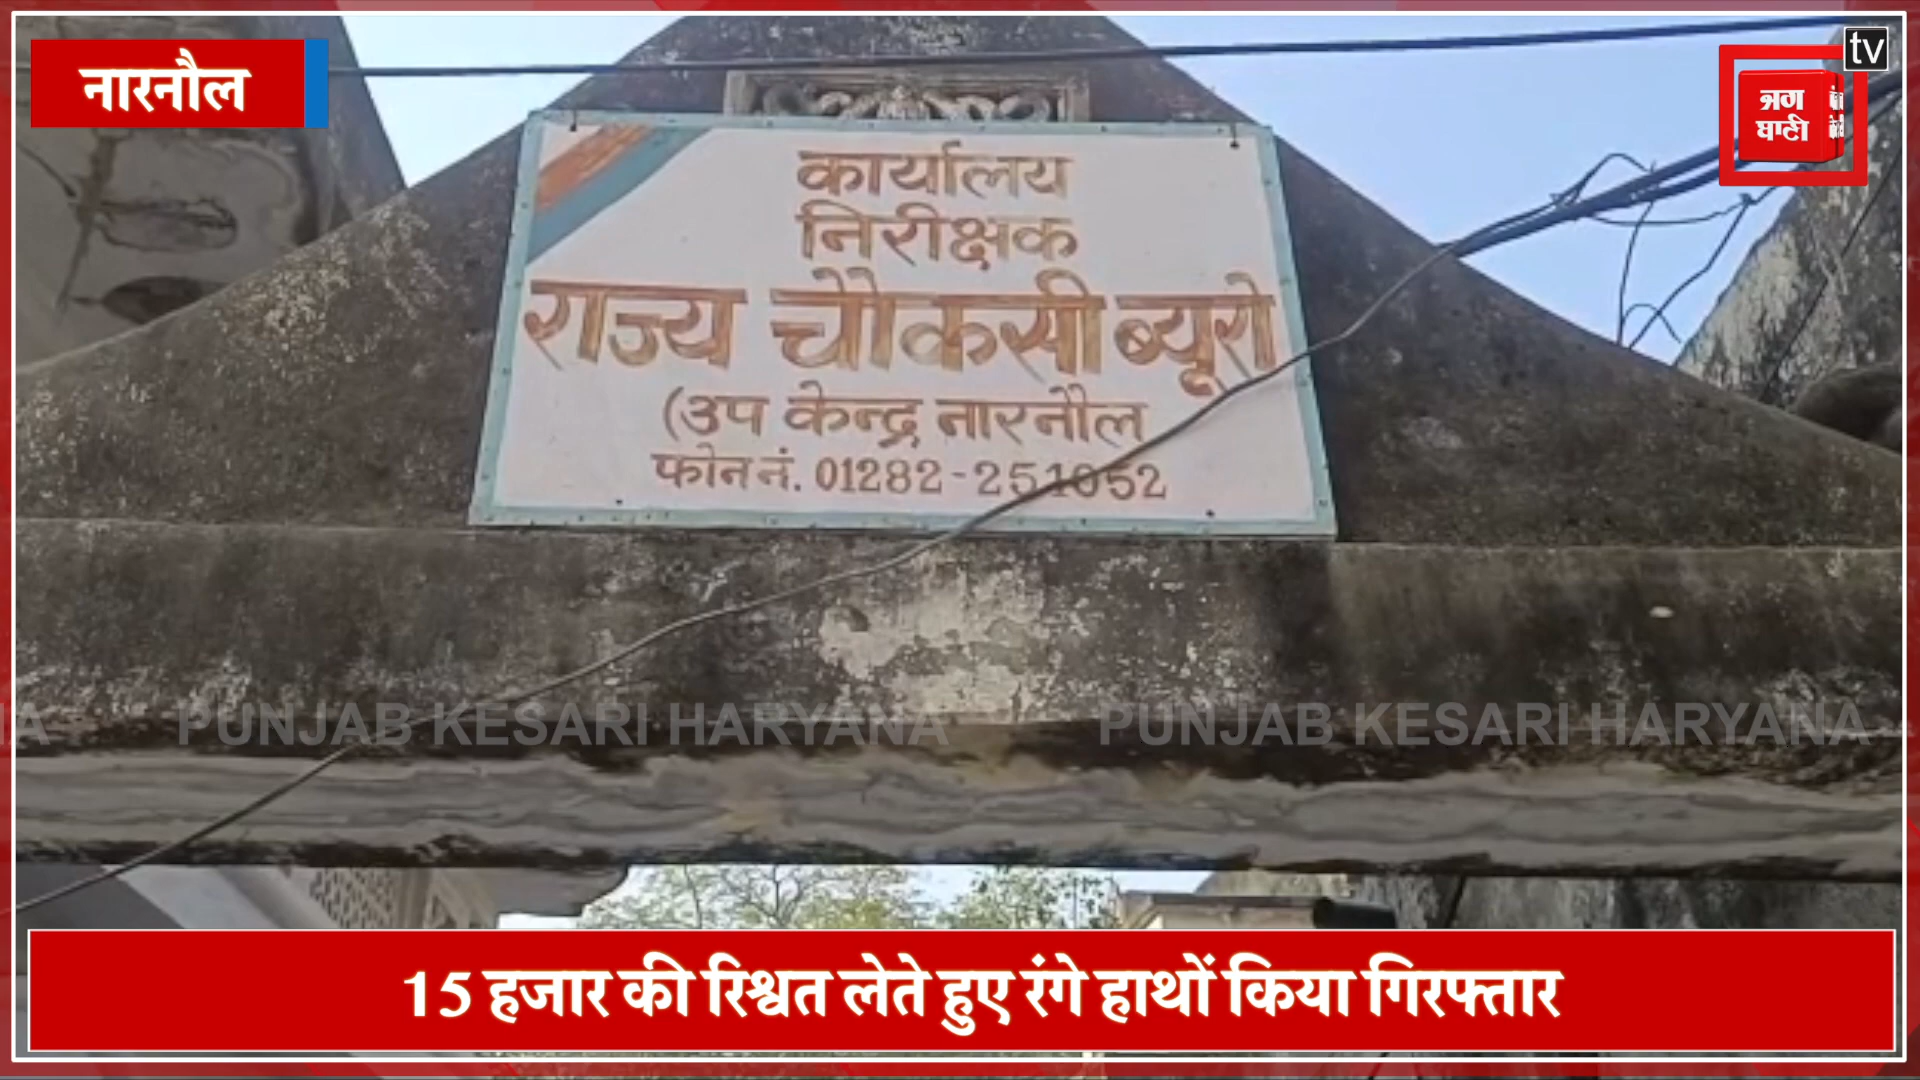 नारनौल
tv
कार्यालय
निरीक्षक
राज्य चौकसी ब्यूरो
(उप केन्द्र नारनौल
फोन नं. 01282-251052
PUNJAB KESARI HARYANA
PUNJAB KESARI HARYANA
15 हजार की रिश्वत लेते हुए रंगे हाथों किया गिरफ्तार